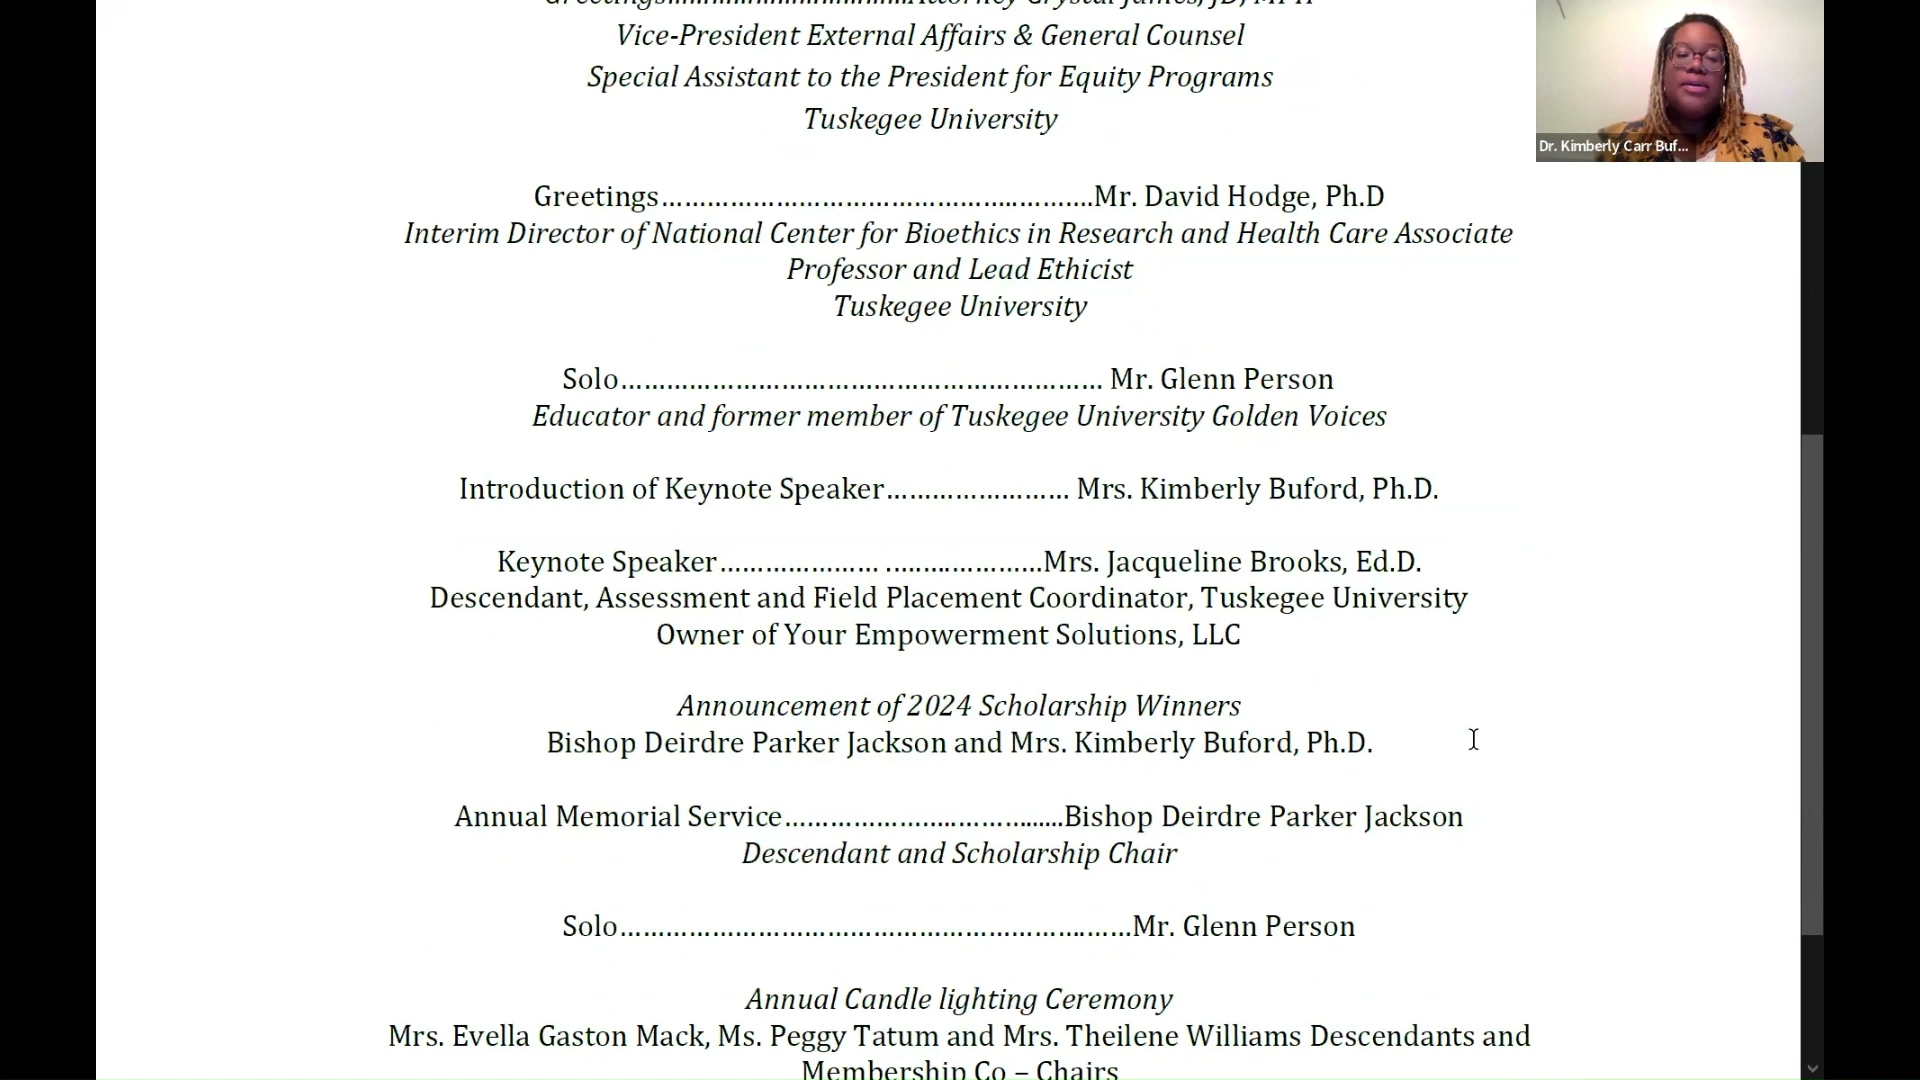 Greetings..........................................Attorney Crystal James, JD, MPH
Vice-President External Affairs & General Counsel
Special Assistant to the President for Equity Programs
Tuskegee University
Dr. Kimberly Carr Buf...
Greetings……………………………………….……….Mr. David Hodge, Ph.D
Interim Director of National Center for Bioethics in Research and Health Care Associate
Professor and Lead Ethicist
Tuskegee University
Solo……………………………………………………… Mr. Glenn Person
Educator and former member of Tuskegee University Golden Voices
Introduction of Keynote Speaker…………………… Mrs. Kimberly Buford, Ph.D.
Keynote Speaker………………… ……..…………Mrs. Jacqueline Brooks, Ed.D.
Descendant, Assessment and Field Placement Coordinator, Tuskegee University
Owner of Your Empowerment Solutions, LLC
Announcement of 2024 Scholarship Winners
Bishop Deirdre Parker Jackson and Mrs. Kimberly Buford, Ph.D.
Annual Memorial Service………………..…………......Bishop Deirdre Parker Jackson
Descendant and Scholarship Chair
Solo…………………………………………………….……Mr. Glenn Person
Annual Candle lighting Ceremony
Mrs. Evella Gaston Mack, Ms. Peggy Tatum and Mrs. Theilene Williams Descendants and
Membership Co – Chairs